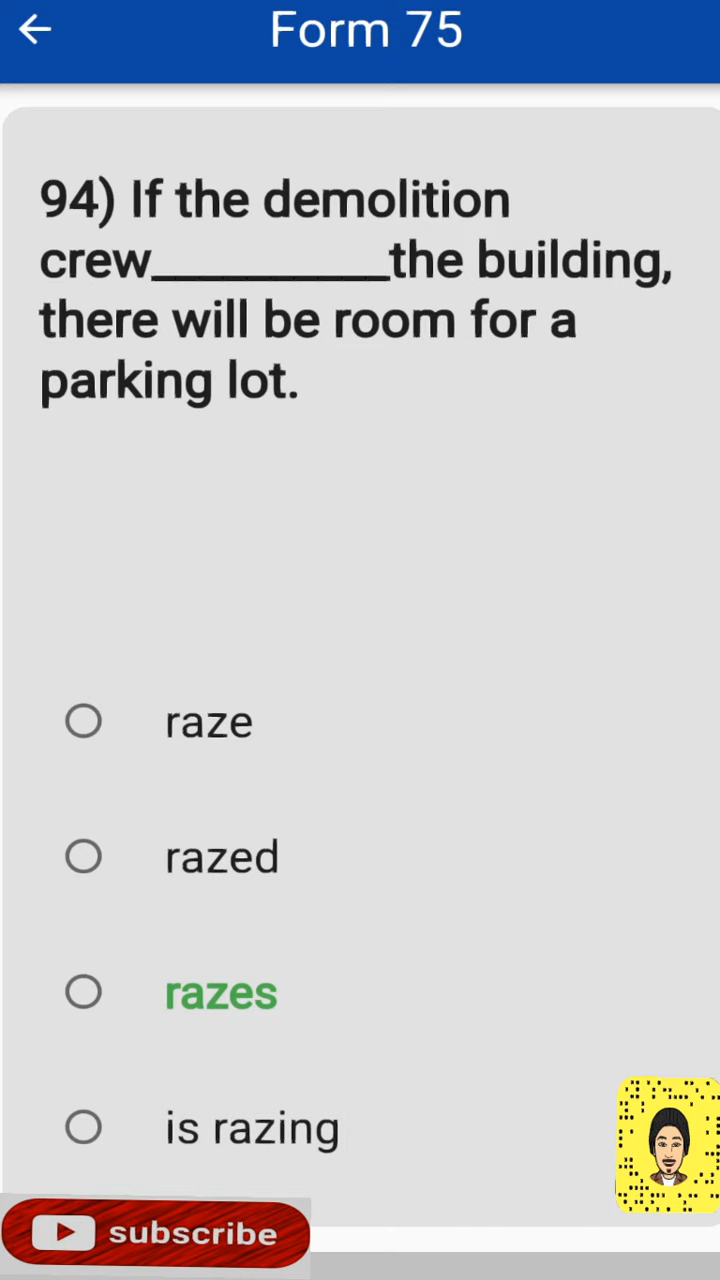 Form 75
94) If the demolition
crew__________the building,
there will be room for a
parking lot.
raze
razed
razes
is razing
subscribe